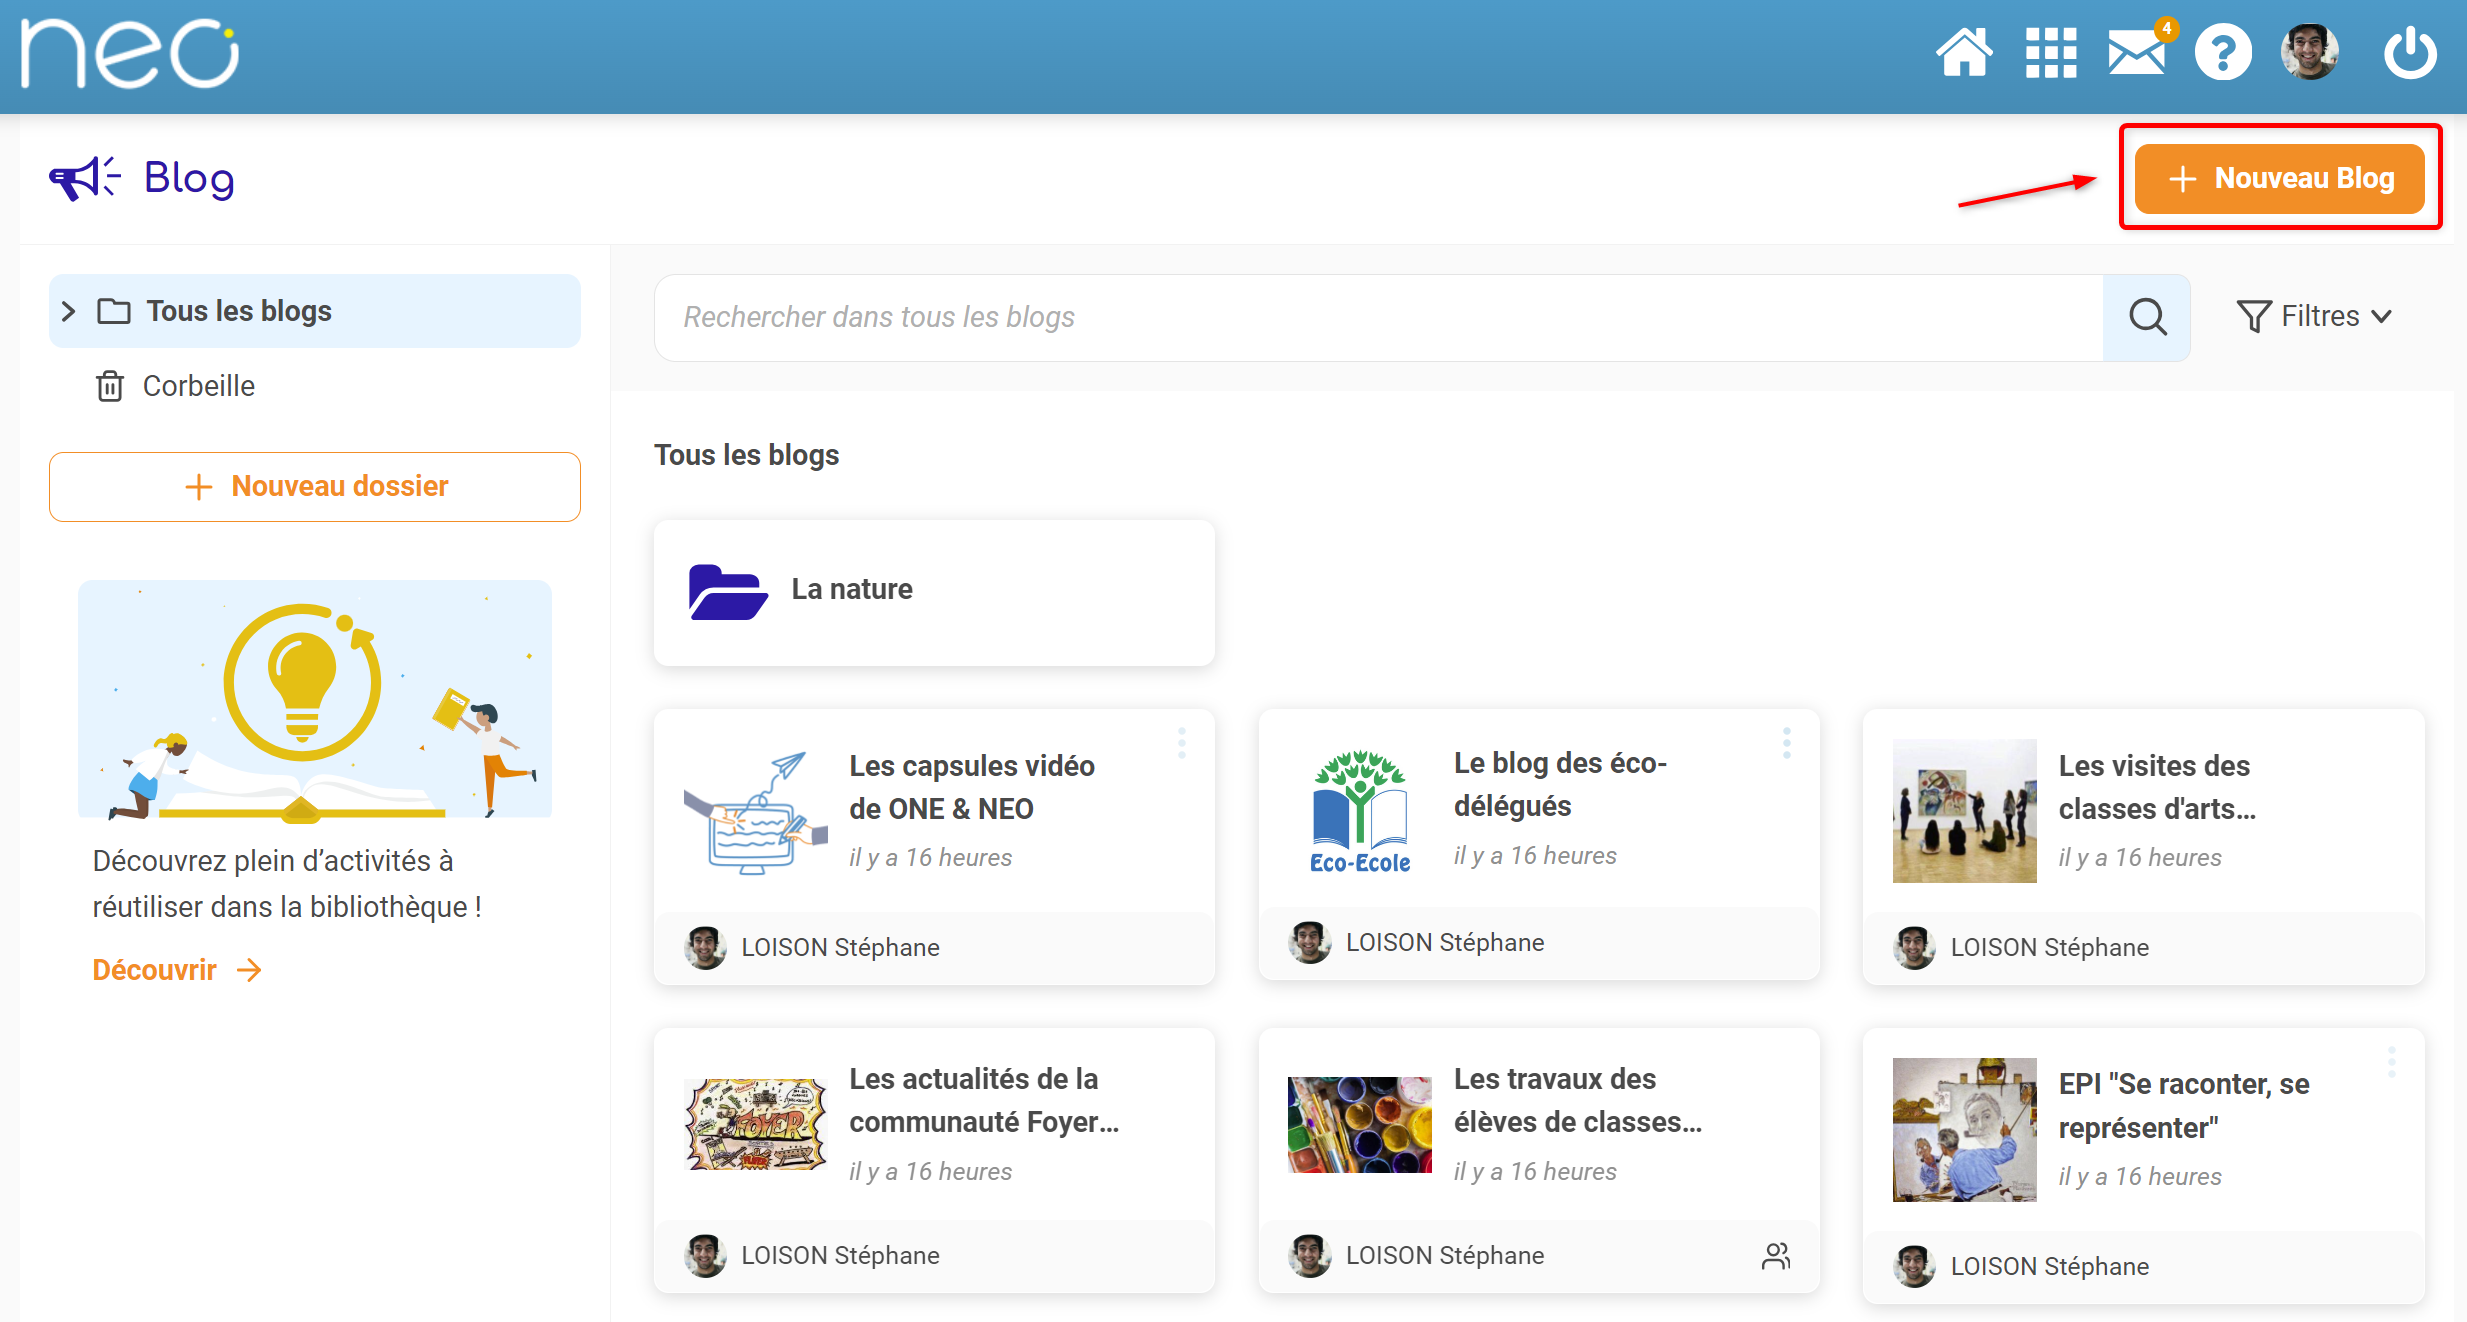 neo
4
Blog
+ Nouveau Blog
Tous les blogs
Corbeille
+ Nouveau dossier
Découvrez plein d’activités à
réutiliser dans la bibliothèque !
Découvrir →
Rechercher dans tous les blogs
Filtres
Tous les blogs
La nature
Les capsules vidéo
de ONE & NEO
il y a 16 heures
LOISON Stéphane
Eco-Ecole
Le blog des éco-
délégués
il y a 16 heures
LOISON Stéphane
Les visites des
classes d'arts...
il y a 16 heures
LOISON Stéphane
FOYER
Les actualités de la
communauté Foyer...
il y a 16 heures
LOISON Stéphane
Les travaux des
élèves de classes...
il y a 16 heures
LOISON Stéphane
EPI "Se raconter, se
représenter"
il y a 16 heures
LOISON Stéphane